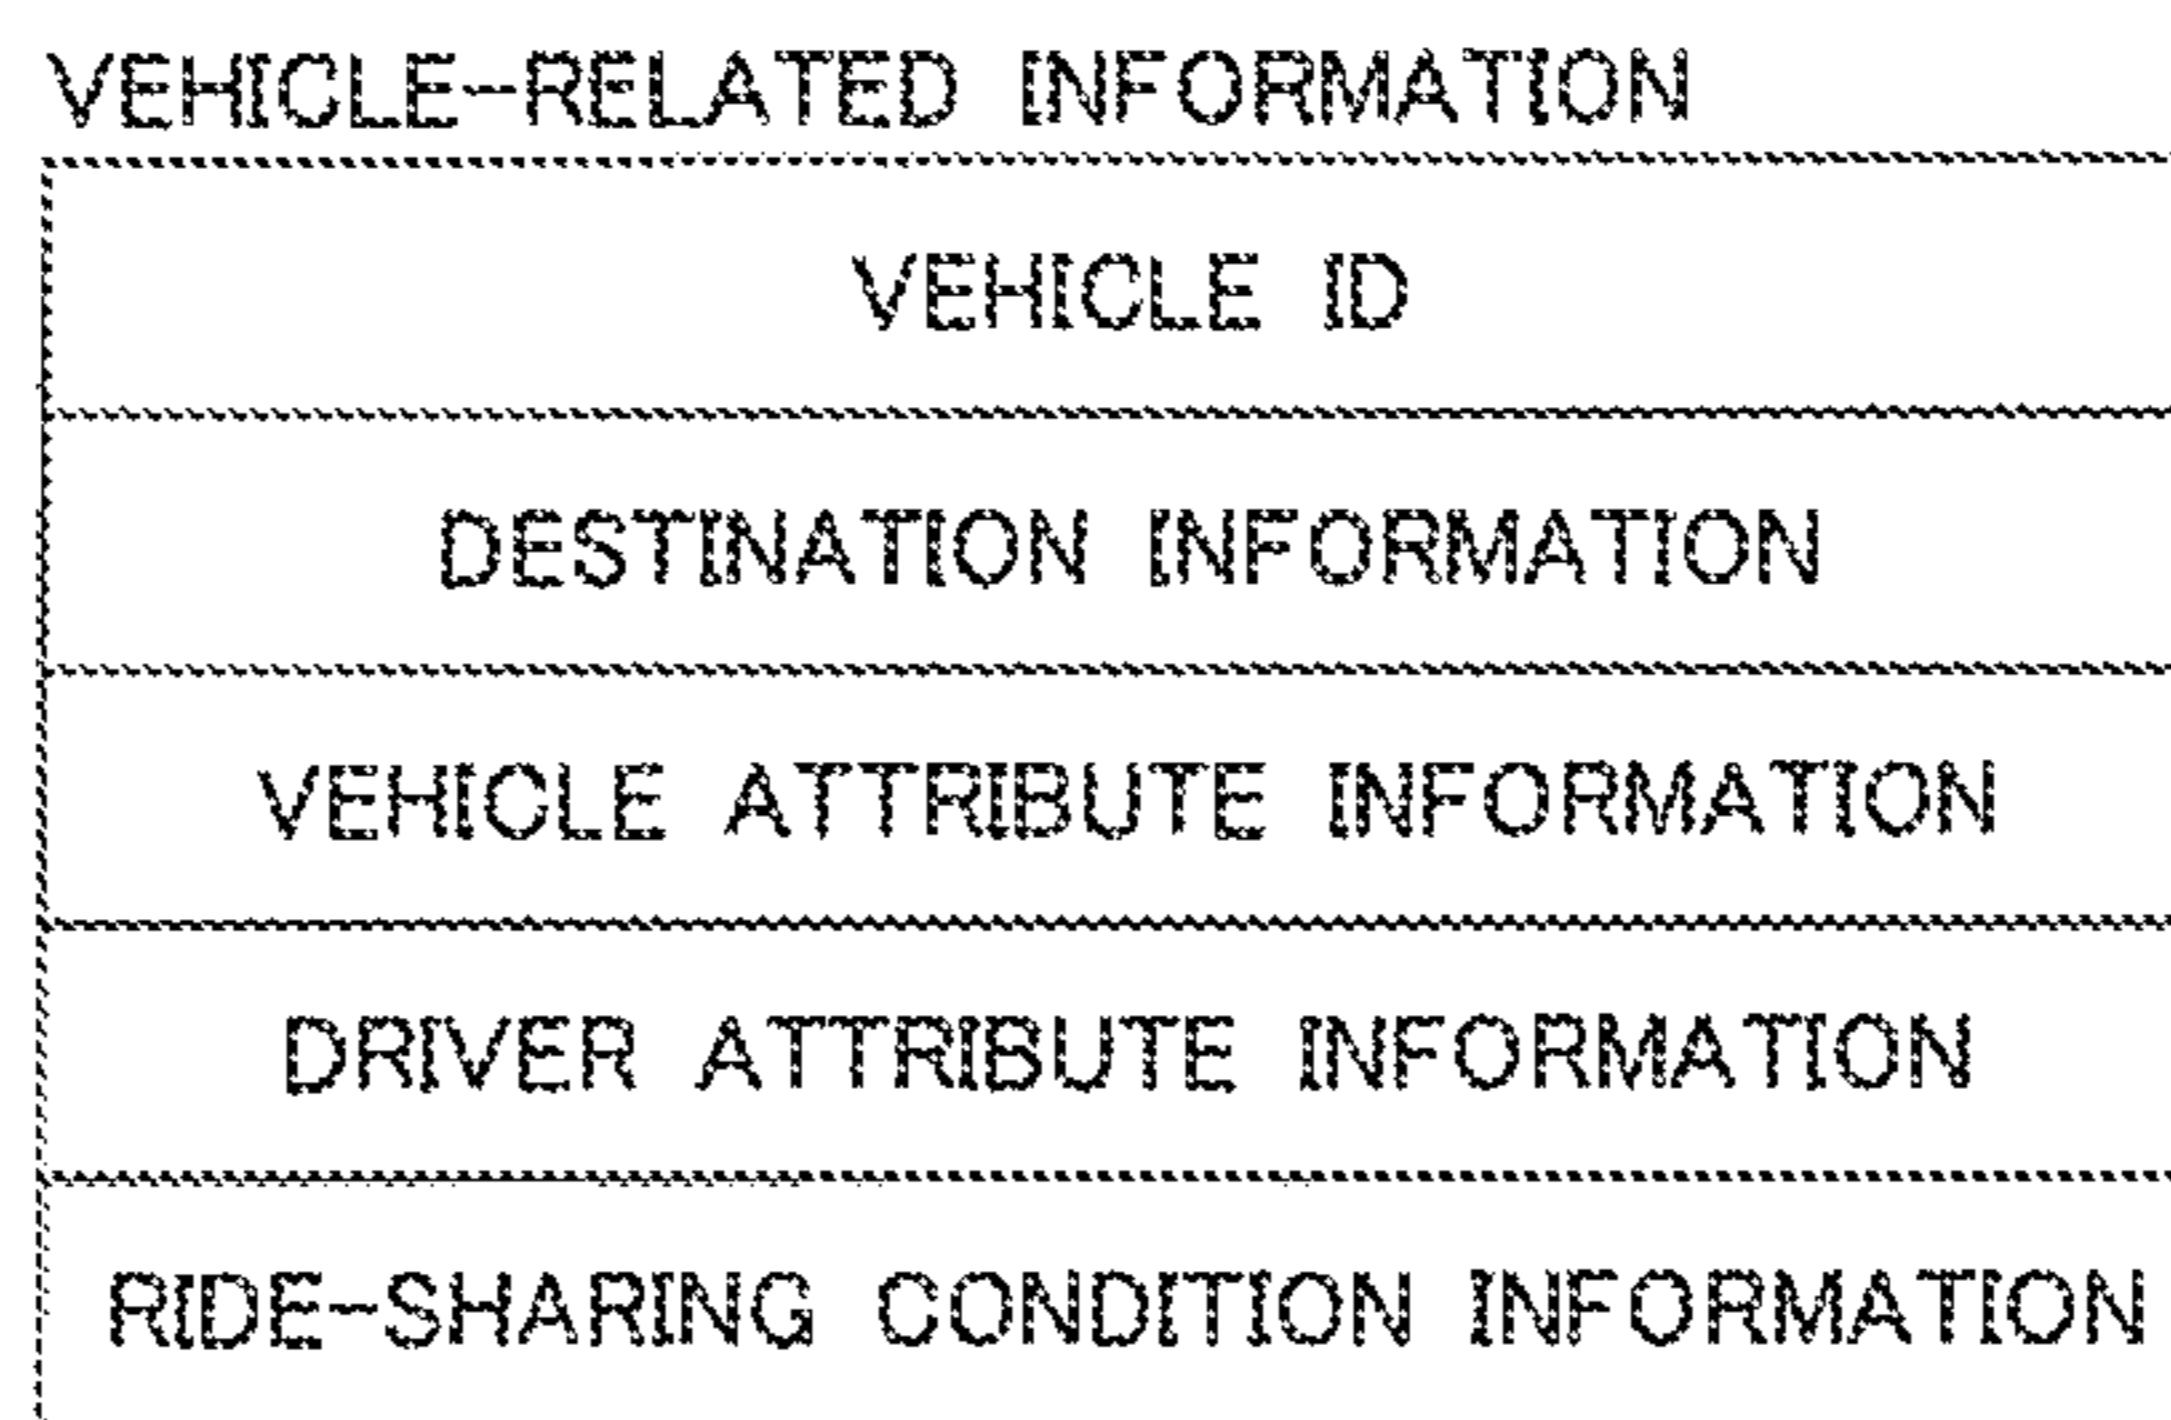 VEHICLE-RELATED INFORMATION
VEHICLE ID
DESTINATION INFORMATION
VEHICLE ATTRIBUTE INFORMATION
DRIVER ATTRIBUTE INFORMATION
RIDE-SHARING CONDITION INFORMATION